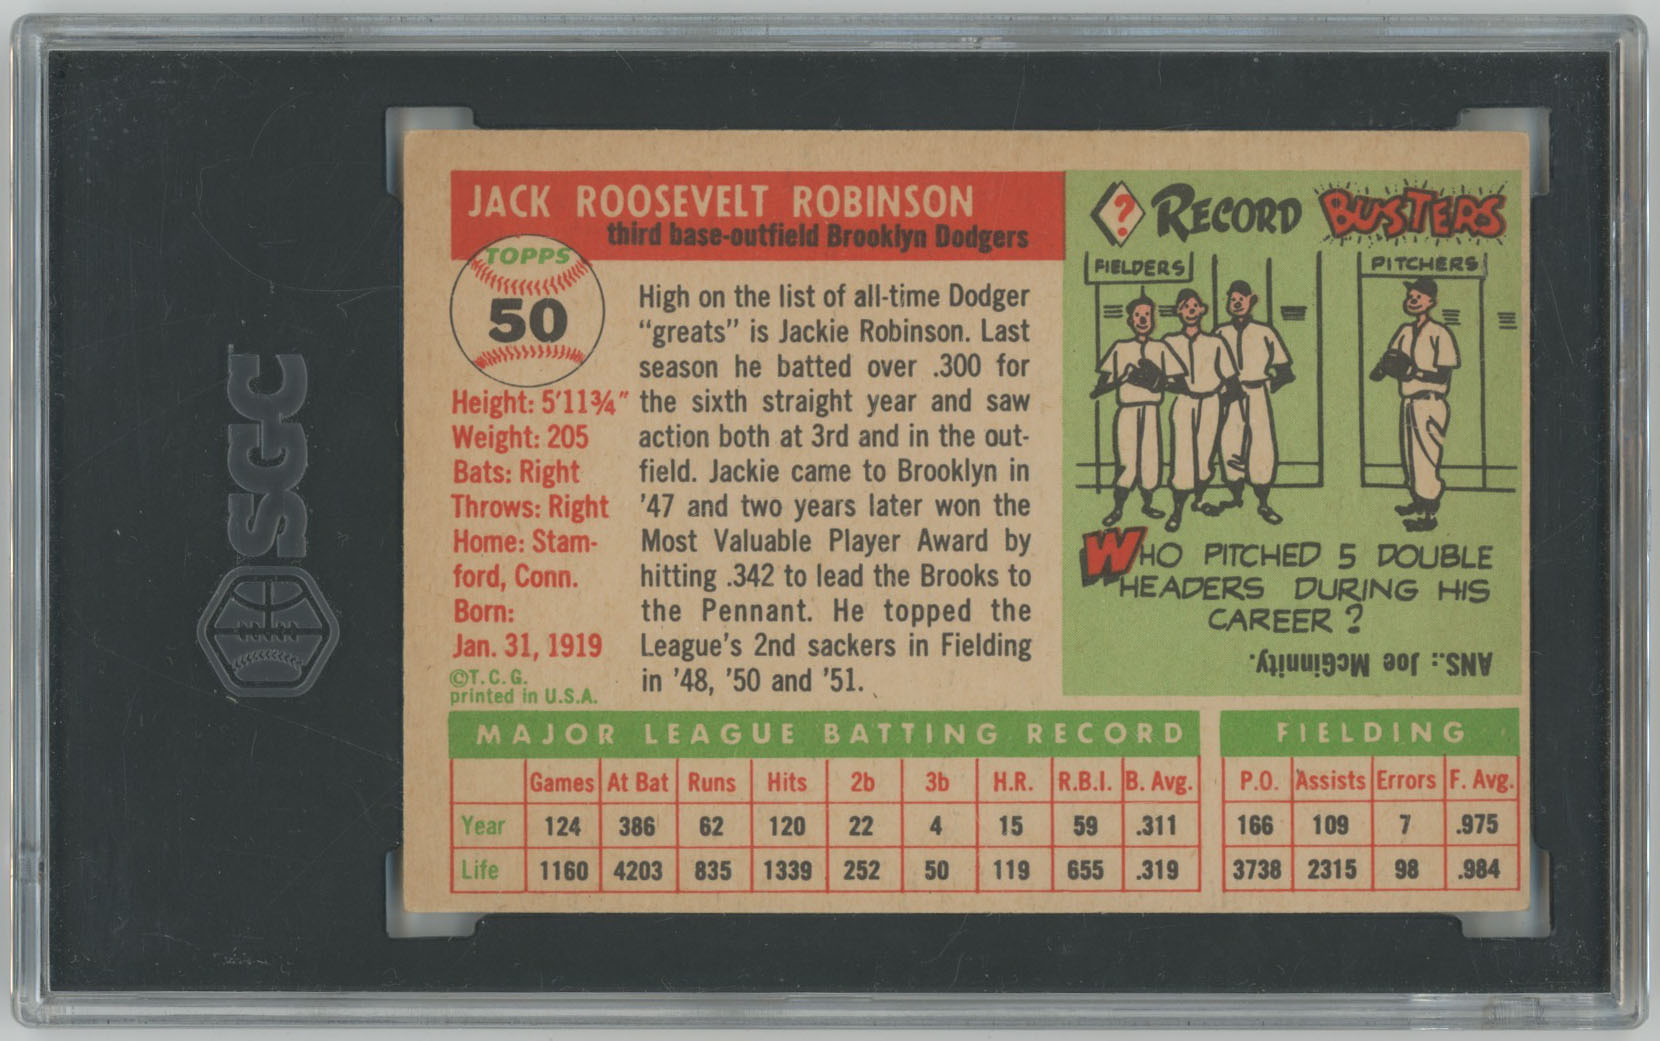 SGC
JACK ROOSEVELT ROBINSON
third base-outfield Brooklyn Dodgers
TOPPS
50
Height: 5'11¾"
Weight: 205
Bats: Right
Throws: Right
Home: Stam-
ford, Conn.
Born:
Jan. 31, 1919
©T.C.G.
printed in U.S.A.
High on the list of all-time Dodger
"greats" is Jackie Robinson. Last
season he batted over .300 for
the sixth straight year and saw
action both at 3rd and in the out-
field. Jackie came to Brooklyn in
'47 and two years later won the
Most Valuable Player Award by
hitting .342 to lead the Brooks to
the Pennant. He topped the
League's 2nd sackers in Fielding
in '48, '50 and '51.
? RECORD BUSTERS
FIELDERS
PITCHERS
WHO PITCHED 5 DOUBLE
HEADERS DURING HIS
CAREER?
ANS.: Joe McGinnity.
MAJOR LEAGUE BATTING RECORD
Games At Bat Runs Hits 2b 3b H.R. R.B.I. B. Avg.
Year 124 386 62 120 22 4 15 59 .311
Life 1160 4203 835 1339 252 50 119 655 .319
FIELDING
P.O. Assists Errors F. Avg.
166 109 7 .975
3738 2315 98 .984